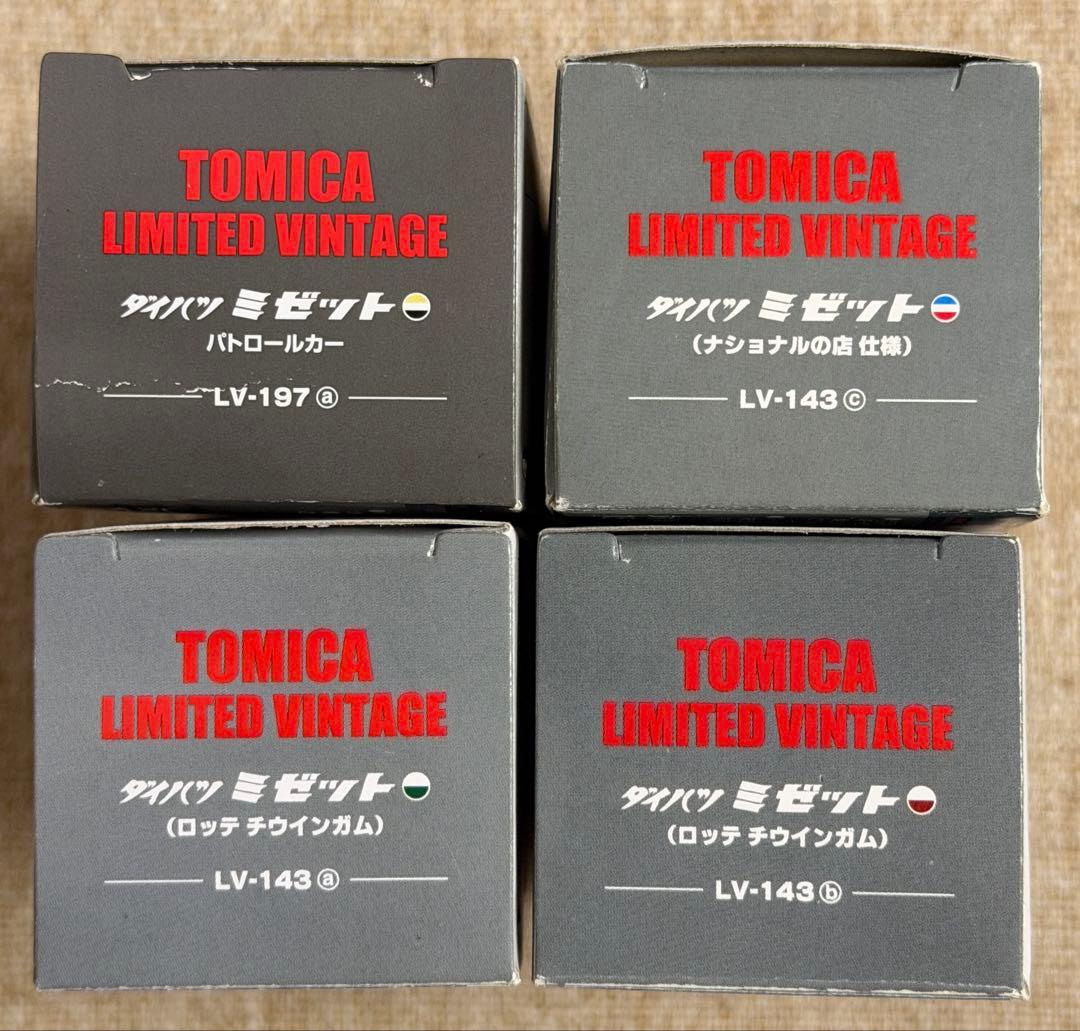 TOMICA
LIMITED VINTAGE
ダイハツ ミゼット
パトロールカー
LV-197 ⓐ
TOMICA
LIMITED VINTAGE
ダイハツ ミゼット
（ナショナルの店 仕様）
LV-143 ⓒ
TOMICA
LIMITED VINTAGE
ダイハツ ミゼット
（ロッテ チウインガム）
LV-143 ⓐ
TOMICA
LIMITED VINTAGE
ダイハツ ミゼット
（ロッテ チウインガム）
LV-143 ⓑ